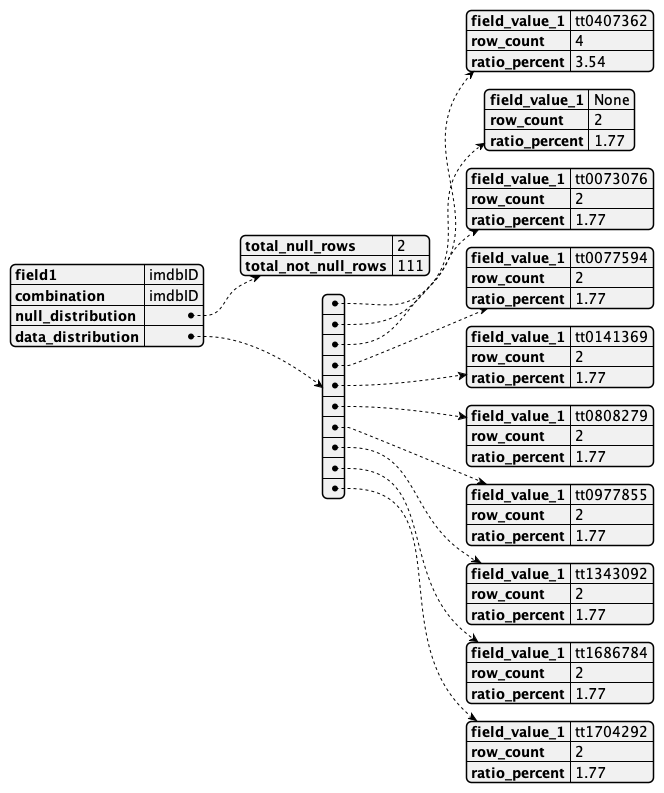 field1 imdbID
combination imdbID
null_distribution
data_distribution
total_null_rows 2
total_not_null_rows 111
field_value_1 tt0407362
row_count 4
ratio_percent 3.54
field_value_1 None
row_count 2
ratio_percent 1.77
field_value_1 tt0073076
row_count 2
ratio_percent 1.77
field_value_1 tt0077594
row_count 2
ratio_percent 1.77
field_value_1 tt0141369
row_count 2
ratio_percent 1.77
field_value_1 tt0808279
row_count 2
ratio_percent 1.77
field_value_1 tt0977855
row_count 2
ratio_percent 1.77
field_value_1 tt1343092
row_count 2
ratio_percent 1.77
field_value_1 tt1686784
row_count 2
ratio_percent 1.77
field_value_1 tt1704292
row_count 2
ratio_percent 1.77